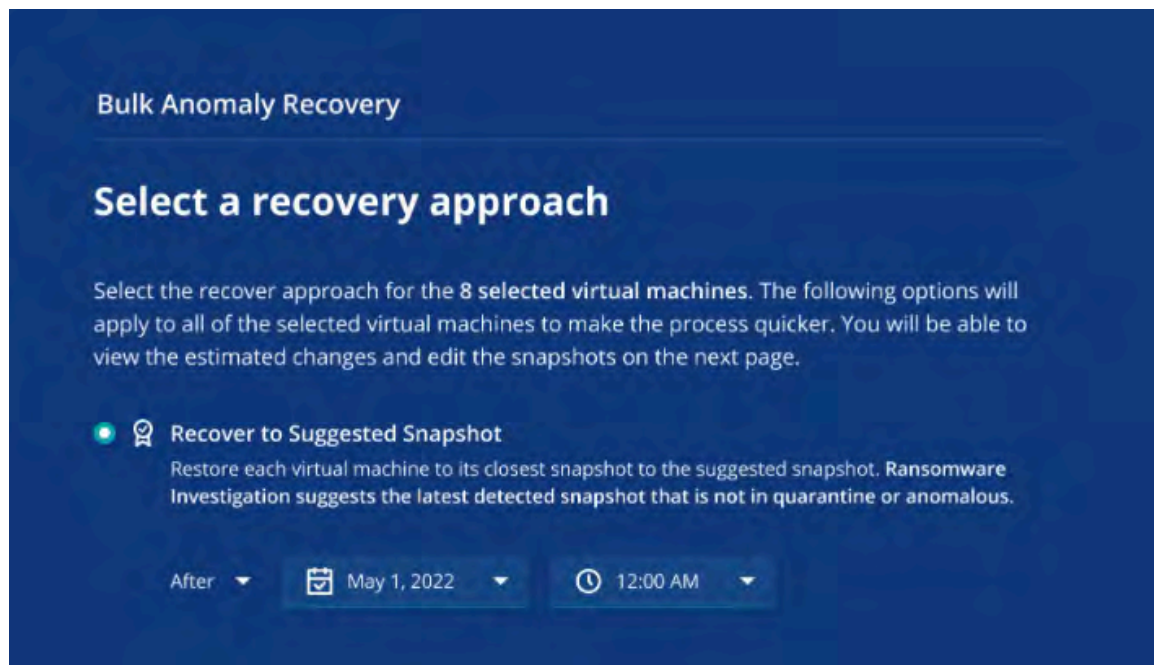 Bulk Anomaly Recovery
Select a recovery approach
Select the recover approach for the 8 selected virtual machines. The following options will
apply to all of the selected virtual machines to make the process quicker. You will be able to
view the estimated changes and edit the snapshots on the next page.
Recover to Suggested Snapshot
Restore each virtual machine to its closest snapshot to the suggested snapshot. Ransomware
Investigation suggests the latest detected snapshot that is not in quarantine or anomalous.
After May 1, 2022 12:00 AM